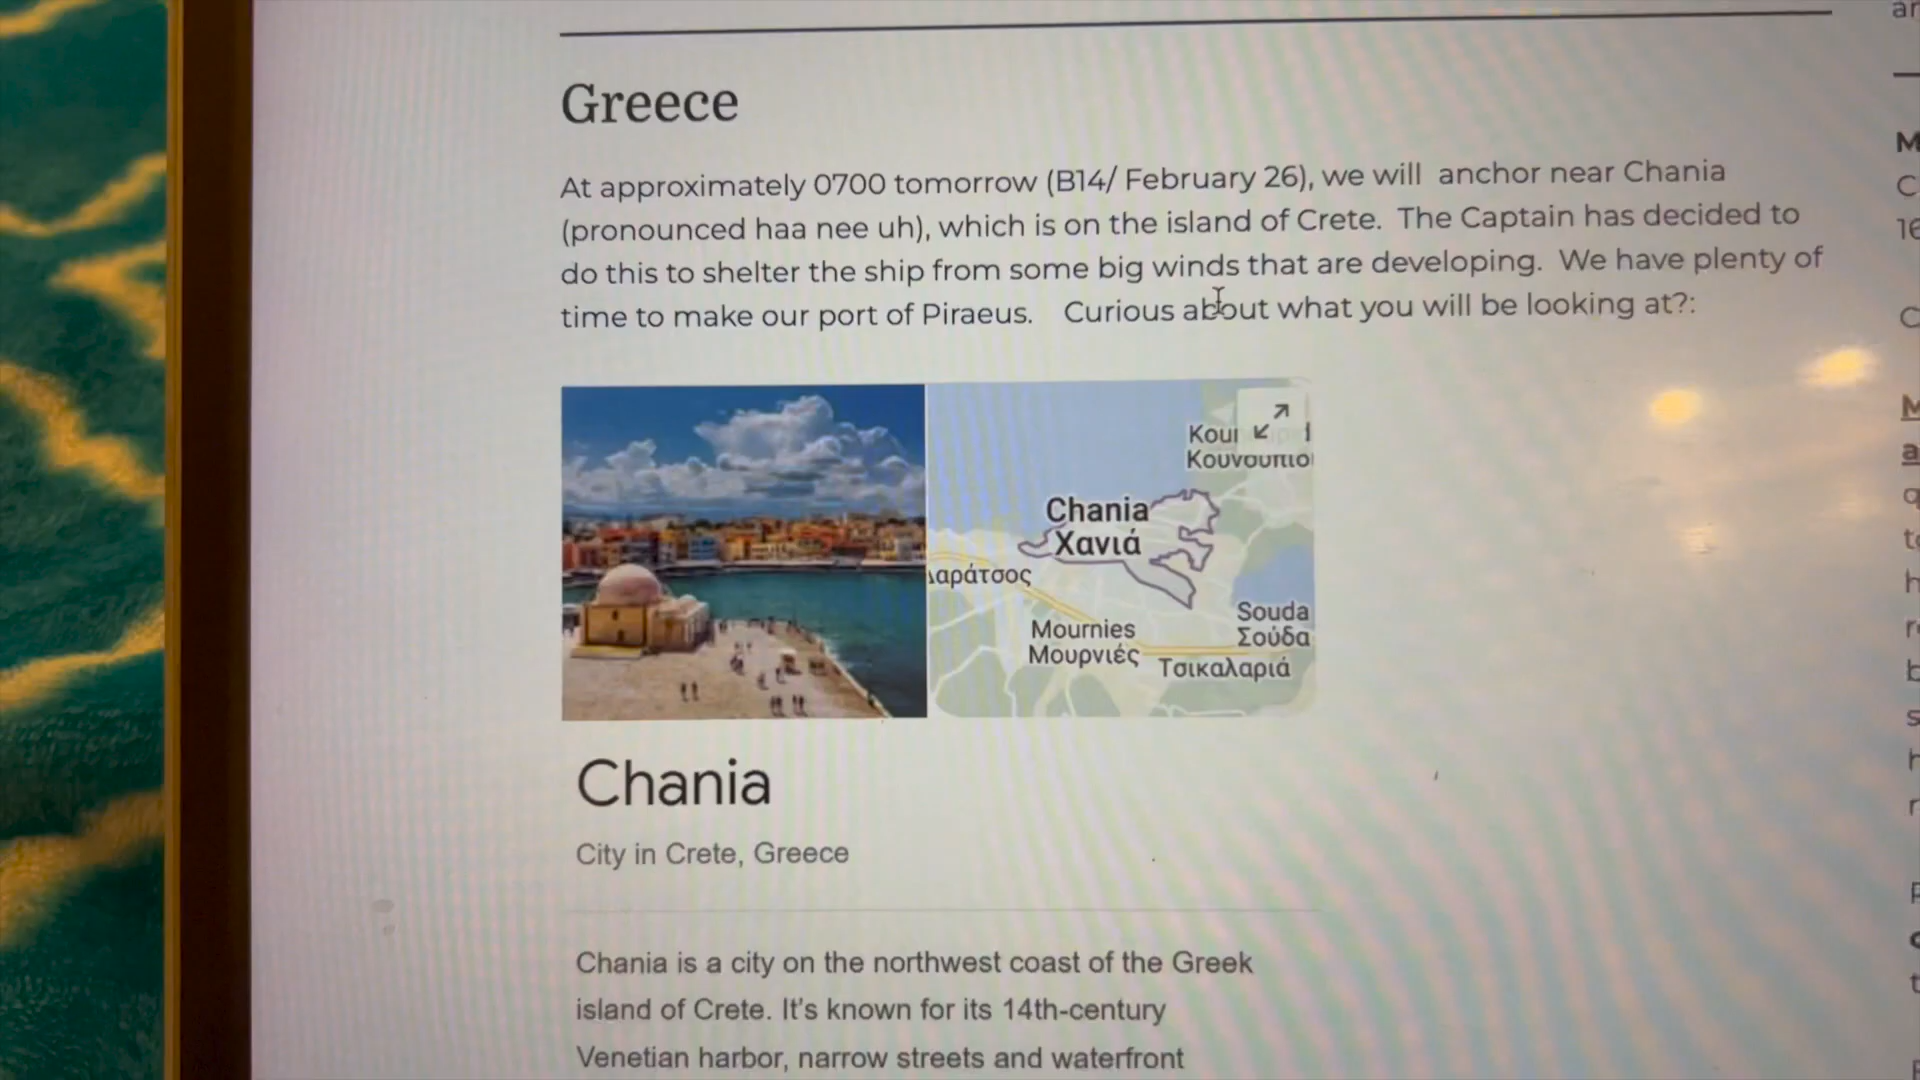 Greece
At approximately 0700 tomorrow (B14/ February 26), we will anchor near Chania
(pronounced haa nee uh), which is on the island of Crete. The Captain has decided to
do this to shelter the ship from some big winds that are developing. We have plenty of
time to make our port of Piraeus. Curious about what you will be looking at?:
Κουνουπιο
Chania
Χανιά
αράτσος
Souda
Σούδα
Mournies
Μουρνιές
Τσικαλαριά
Chania
City in Crete, Greece
Chania is a city on the northwest coast of the Greek
island of Crete. It's known for its 14th-century
Venetian harbor, narrow streets and waterfront